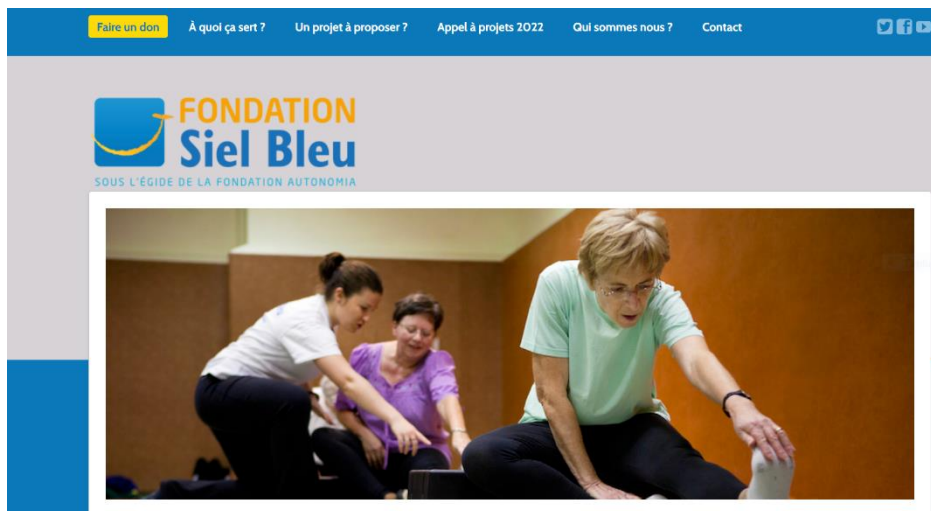 Faire un don À quoi ça sert ? Un projet à proposer ? Appel à projets 2022 Qui sommes nous ? Contact
FONDATION
Siel Bleu
SOUS L'ÉGIDE DE LA FONDATION AUTONOMIA